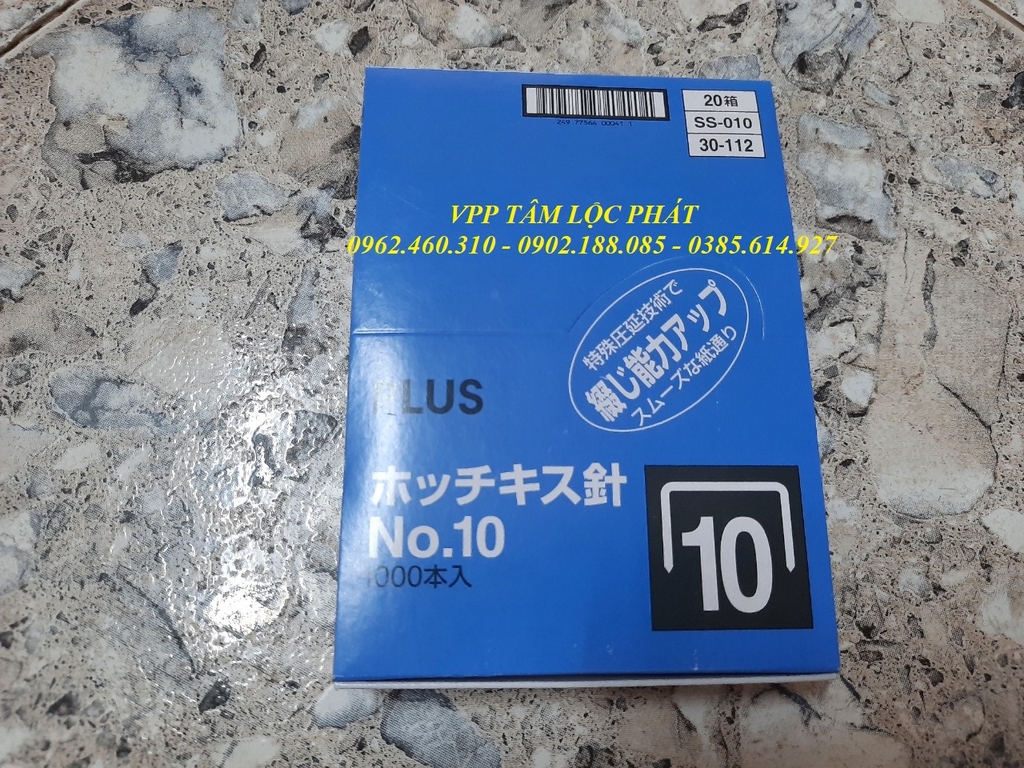 20箱
SS-010
30-112
VPP TÂM LỘC PHÁT
0962.460.310 - 0902.188.085 - 0385.614.927
特殊圧延技術で
綴じ能力アップ
スムーズな紙通り
PLUS
ホッチキス針
No.10
1000本入
10